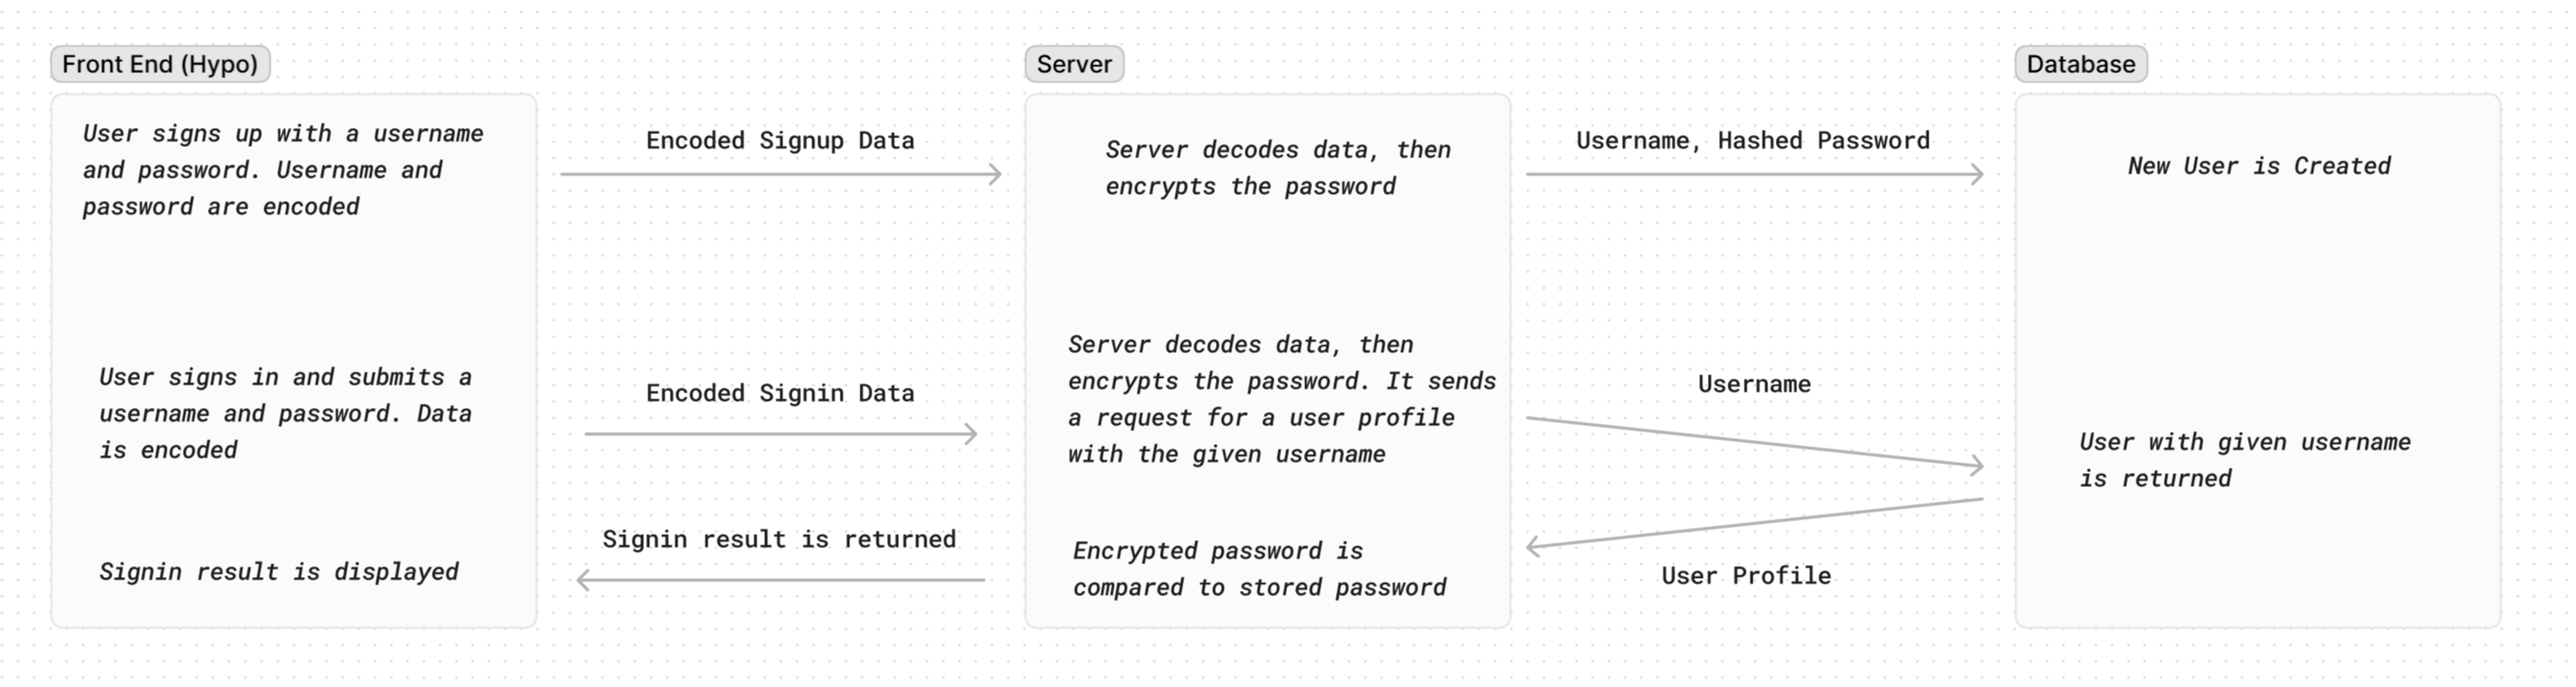 Front End (Hypo)
User signs up with a username
and password. Username and
password are encoded
User signs in and submits a
username and password. Data
is encoded
Signin result is displayed
Encoded Signup Data
Encoded Signin Data
Signin result is returned
Server
Server decodes data, then
encrypts the password
Server decodes data, then
encrypts the password. It sends
a request for a user profile
with the given username
Encrypted password is
compared to stored password
Username, Hashed Password
Username
User Profile
Database
New User is Created
User with given username
is returned